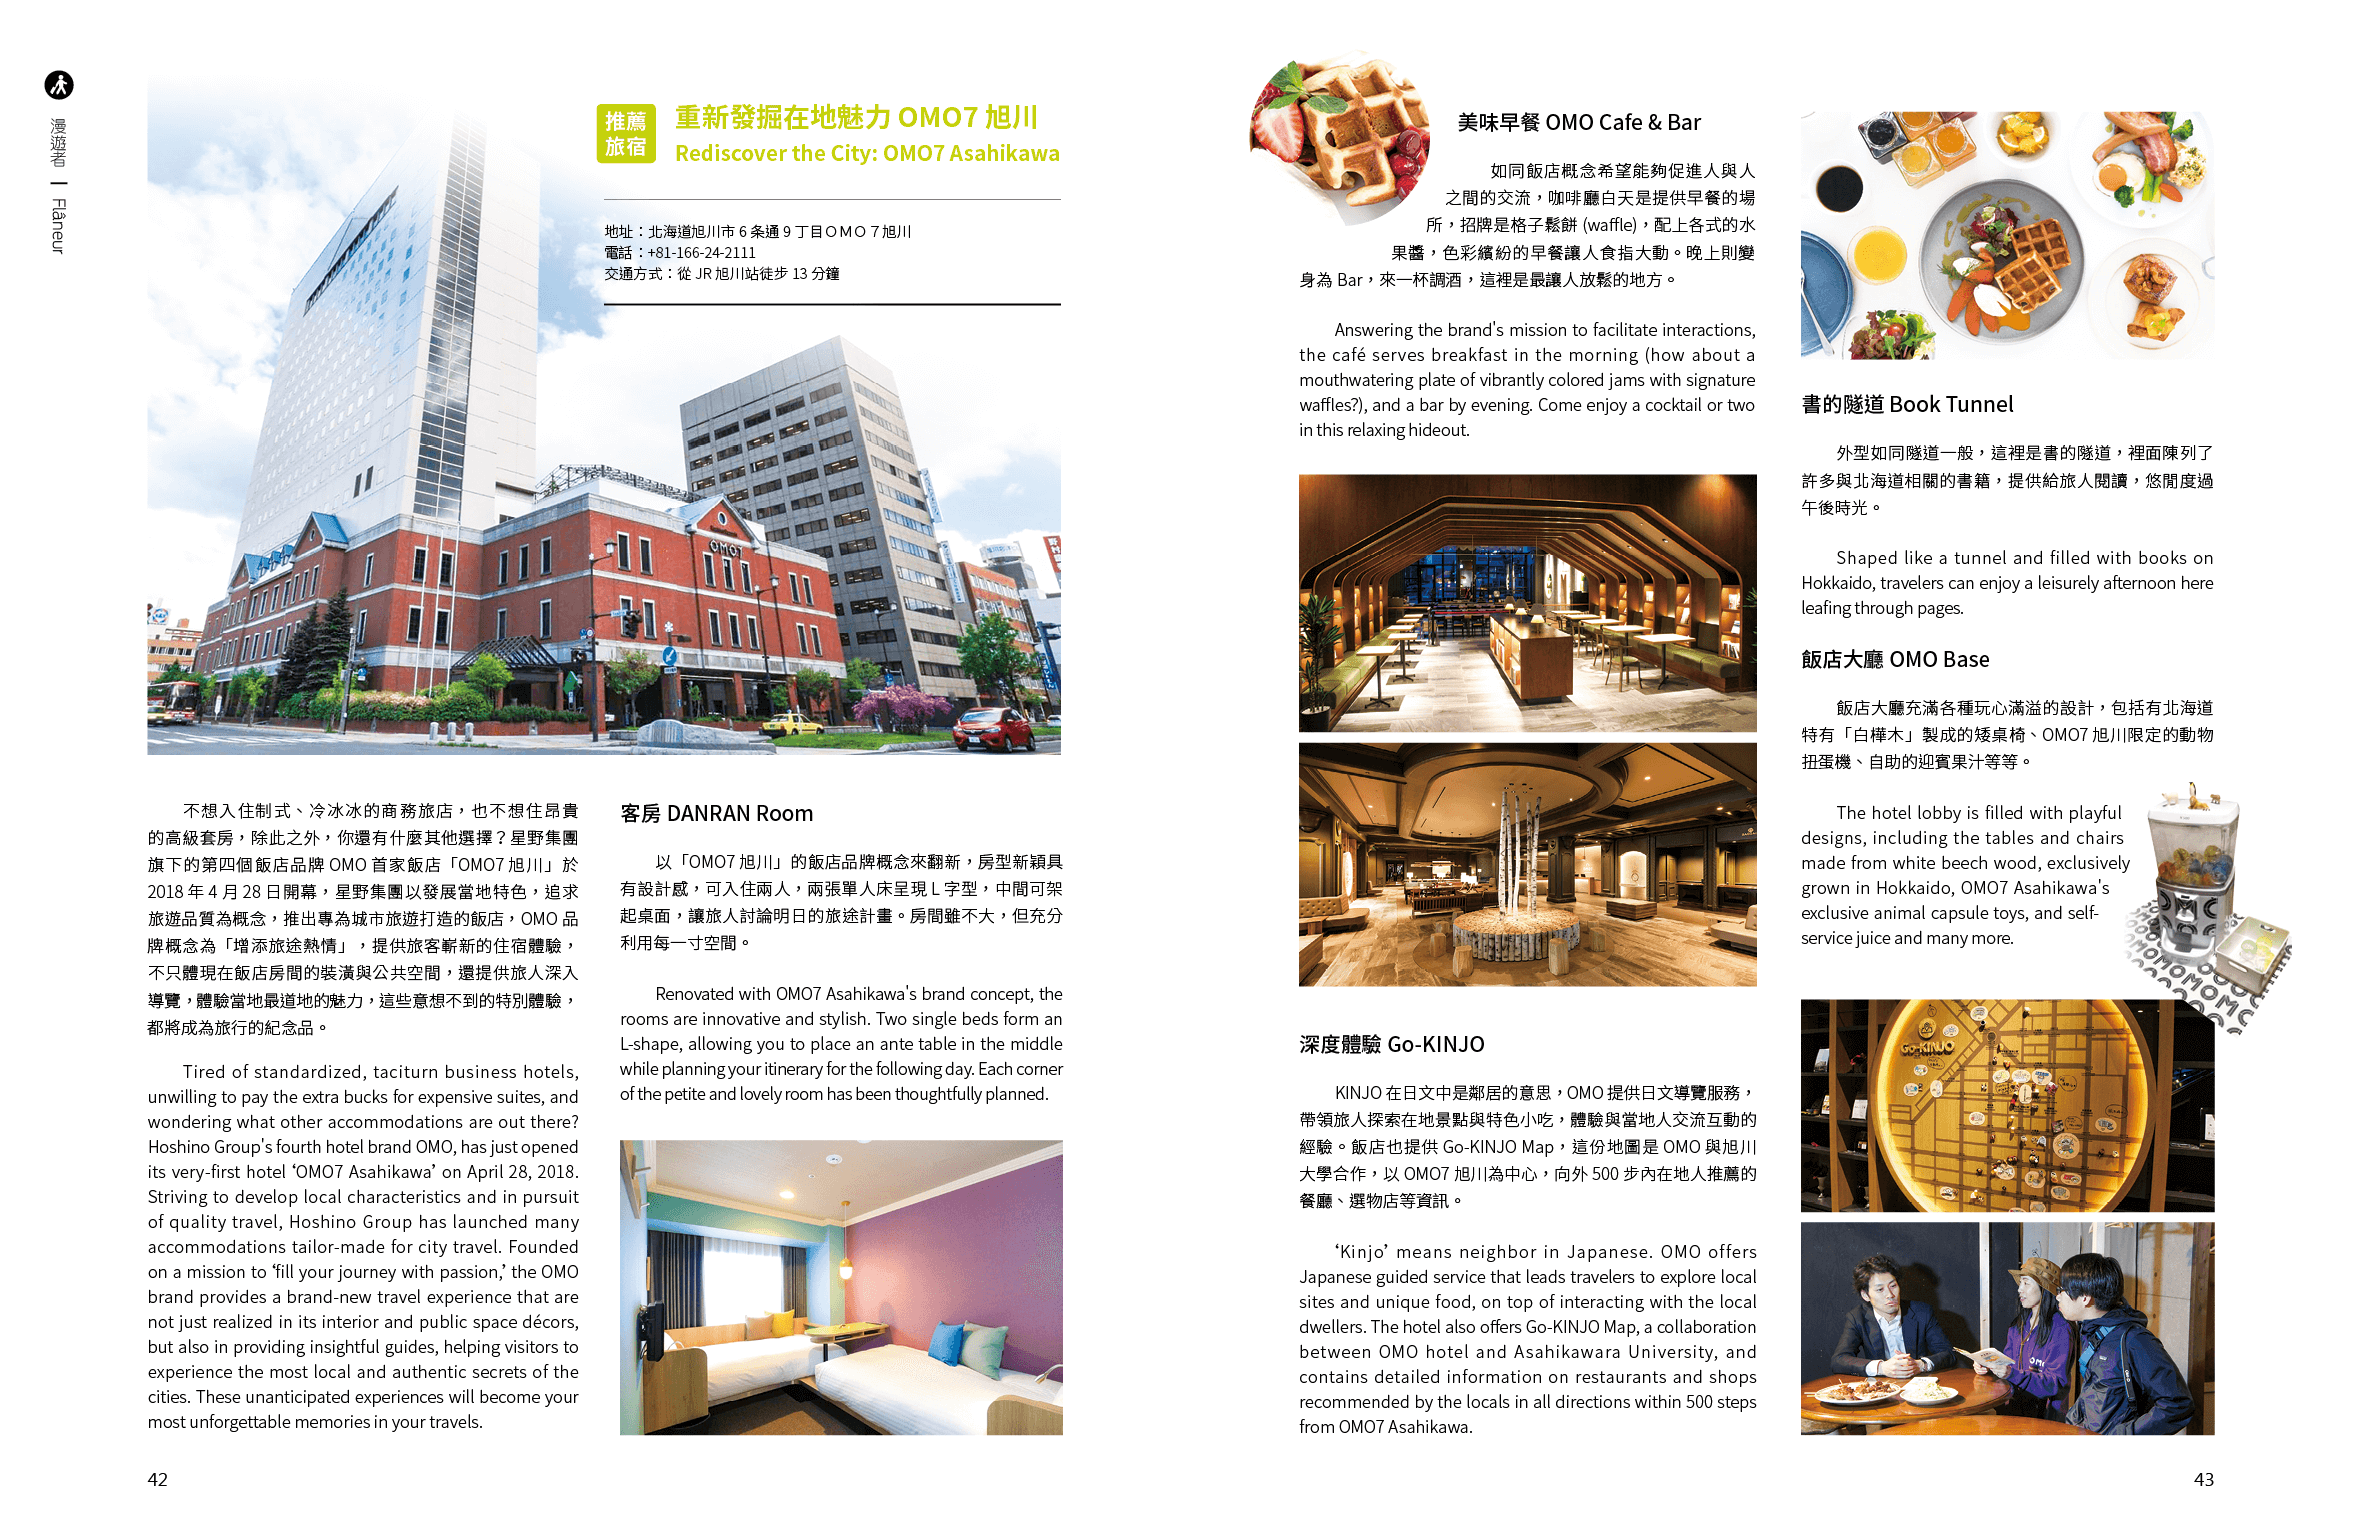 漫遊者 | Flâneur
推薦
旅宿
重新發掘在地魅力 OMO7 旭川
Rediscover the City: OMO7 Asahikawa
地址：北海道旭川市 6 条通 9 丁目ＯＭＯ７旭川
電話：+81-166-24-2111
交通方式：從 JR 旭川站徒步 13 分鐘
OMO7
不想入住制式、冷冰冰的商務旅店，也不想住昂貴
的高級套房，除此之外，你還有什麼其他選擇？星野集團
旗下的第四個飯店品牌 OMO 首家飯店「OMO7 旭川」於
2018 年 4 月 28 日開幕，星野集團以發展當地特色，追求
旅遊品質為概念，推出專為城市旅遊打造的飯店，OMO 品
牌概念為「增添旅途熱情」，提供旅客嶄新的住宿體驗，
不只體現在飯店房間的裝潢與公共空間，還提供旅人深入
導覽，體驗當地最道地的魅力，這些意想不到的特別體驗，
都將成為旅行的紀念品。
Tired of standardized, taciturn business hotels,
unwilling to pay the extra bucks for expensive suites, and
wondering what other accommodations are out there?
Hoshino Group's fourth hotel brand OMO, has just opened
its very-first hotel ‘OMO7 Asahikawa’ on April 28, 2018.
Striving to develop local characteristics and in pursuit
of quality travel, Hoshino Group has launched many
accommodations tailor-made for city travel. Founded
on a mission to ‘fill your journey with passion,’ the OMO
brand provides a brand-new travel experience that are
not just realized in its interior and public space décors,
but also in providing insightful guides, helping visitors to
experience the most local and authentic secrets of the
cities. These unanticipated experiences will become your
most unforgettable memories in your travels.
客房 DANRAN Room
以「OMO7 旭川」的飯店品牌概念來翻新，房型新穎具
有設計感，可入住兩人，兩張單人床呈現 L 字型，中間可架
起桌面，讓旅人討論明日的旅途計畫。房間雖不大，但充分
利用每一寸空間。
Renovated with OMO7 Asahikawa's brand concept, the
rooms are innovative and stylish. Two single beds form an
L-shape, allowing you to place an ante table in the middle
while planning your itinerary for the following day. Each corner
of the petite and lovely room has been thoughtfully planned.
42
美味早餐 OMO Cafe & Bar
如同飯店概念希望能夠促進人與人
之間的交流，咖啡廳白天是提供早餐的場
所，招牌是格子鬆餅 (waffle)，配上各式的水
果醬，色彩繽紛的早餐讓人食指大動。晚上則變
身為 Bar，來一杯調酒，這裡是最讓人放鬆的地方。
Answering the brand's mission to facilitate interactions,
the café serves breakfast in the morning (how about a
mouthwatering plate of vibrantly colored jams with signature
waffles?), and a bar by evening. Come enjoy a cocktail or two
in this relaxing hideout.
深度體驗 Go-KINJO
KINJO 在日文中是鄰居的意思，OMO 提供日文導覽服務，
帶領旅人探索在地景點與特色小吃，體驗與當地人交流互動的
經驗。飯店也提供 Go-KINJO Map，這份地圖是 OMO 與旭川
大學合作，以 OMO7 旭川為中心，向外 500 步內在地人推薦的
餐廳、選物店等資訊。
‘Kinjo’ means neighbor in Japanese. OMO offers
Japanese guided service that leads travelers to explore local
sites and unique food, on top of interacting with the local
dwellers. The hotel also offers Go-KINJO Map, a collaboration
between OMO hotel and Asahikawara University, and
contains detailed information on restaurants and shops
recommended by the locals in all directions within 500 steps
from OMO7 Asahikawa.
書的隧道 Book Tunnel
外型如同隧道一般，這裡是書的隧道，裡面陳列了
許多與北海道相關的書籍，提供給旅人閱讀，悠閒度過
午後時光。
Shaped like a tunnel and filled with books on
Hokkaido, travelers can enjoy a leisurely afternoon here
leafing through pages.
飯店大廳 OMO Base
飯店大廳充滿各種玩心滿溢的設計，包括有北海道
特有「白樺木」製成的矮桌椅、OMO7 旭川限定的動物
扭蛋機、自助的迎賓果汁等等。
The hotel lobby is filled with playful
designs, including the tables and chairs
made from white beech wood, exclusively
grown in Hokkaido, OMO7 Asahikawa's
exclusive animal capsule toys, and self-
service juice and many more.
Go-KINJO
43